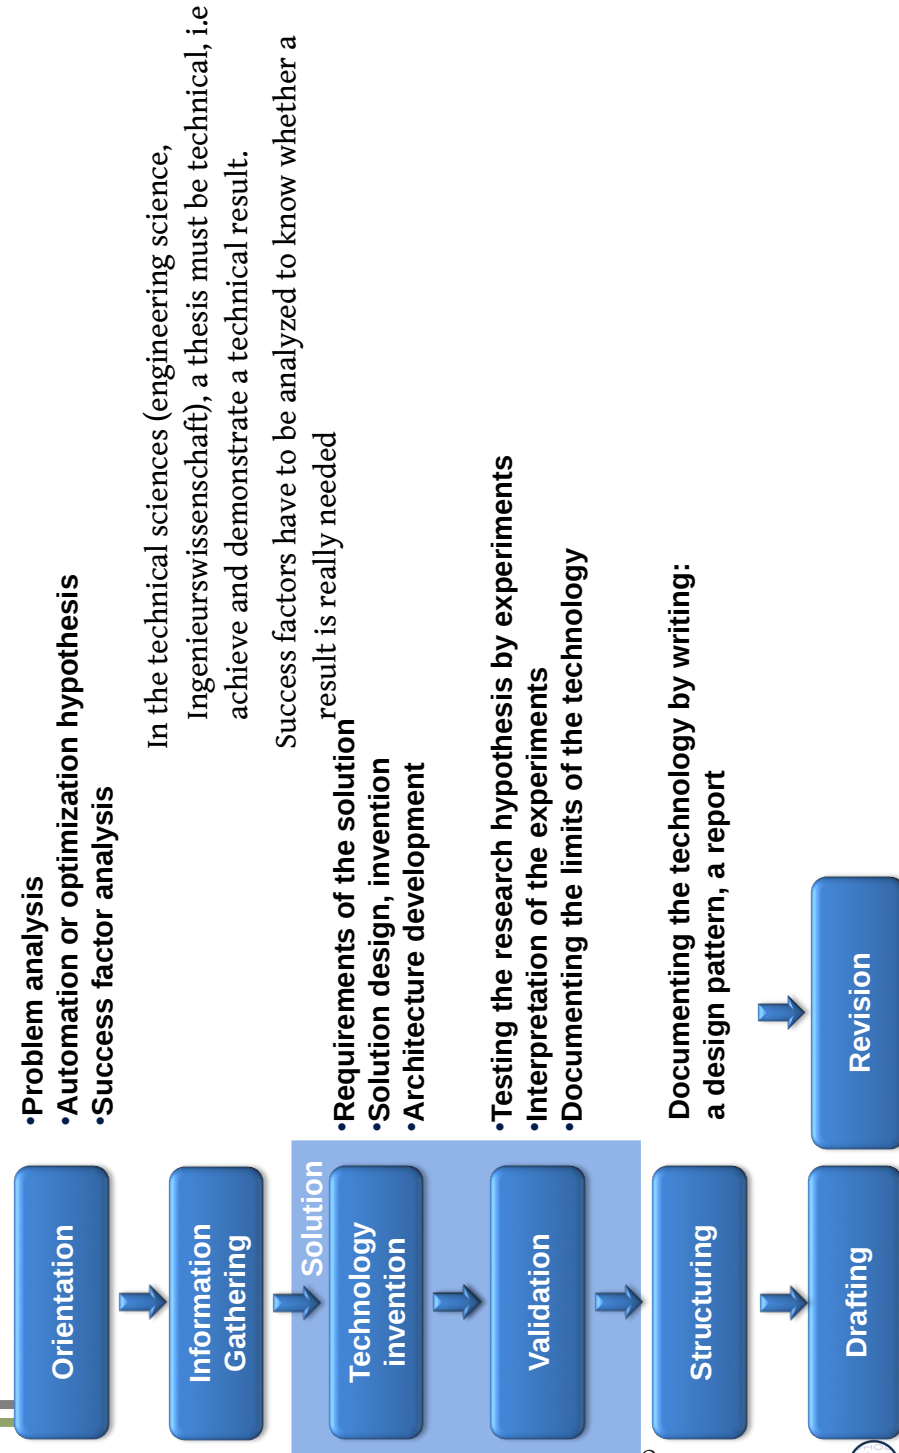 Orientation
•Problem analysis
•Automation or optimization hypothesis
•Success factor analysis
Information
Gathering
In the technical sciences (engineering science,
Ingenieurswissenschaft), a thesis must be technical, i.e
achieve and demonstrate a technical result.
Success factors have to be analyzed to know whether a
result is really needed
Solution
Technology
invention
•Requirements of the solution
•Solution design, invention
•Architecture development
Validation
•Testing the research hypothesis by experiments
•Interpretation of the experiments
•Documenting the limits of the technology
Structuring
Documenting the technology by writing:
a design pattern, a report
Drafting
Revision